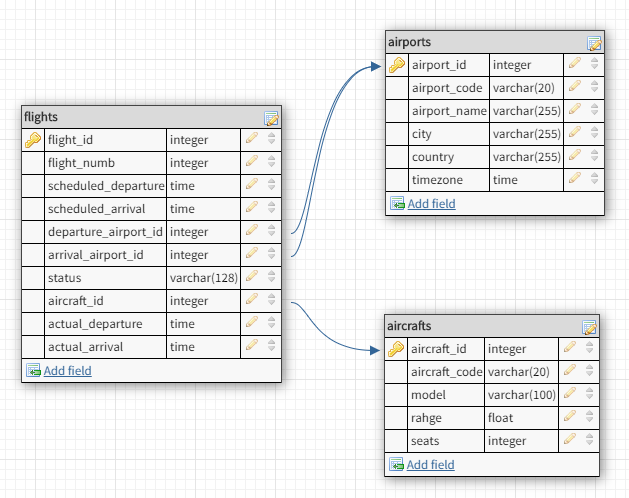 flights
flight_id integer
flight_numb integer
scheduled_departure time
scheduled_arrival time
departure_airport_id integer
arrival_airport_id integer
status varchar(128)
aircraft_id integer
actual_departure time
actual_arrival time
Add field
airports
airport_id integer
airport_code varchar(20)
airport_name varchar(255)
city varchar(255)
country varchar(255)
timezone time
Add field
aircrafts
aircraft_id integer
aircraft_code varchar(20)
model varchar(100)
rahge float
seats integer
Add field